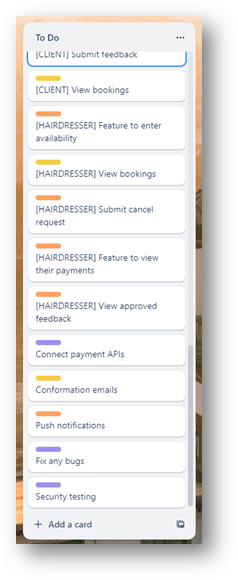 To Do
[CLIENT] Submit feedback
[CLIENT] View bookings
[HAIRDRESSER] Feature to enter
availability
[HAIRDRESSER] View bookings
[HAIRDRESSER] Submit cancel
request
[HAIRDRESSER] Feature to view
their payments
[HAIRDRESSER] View approved
feedback
Connect payment APIs
Conformation emails
Push notifications
Fix any bugs
Security testing
+ Add a card